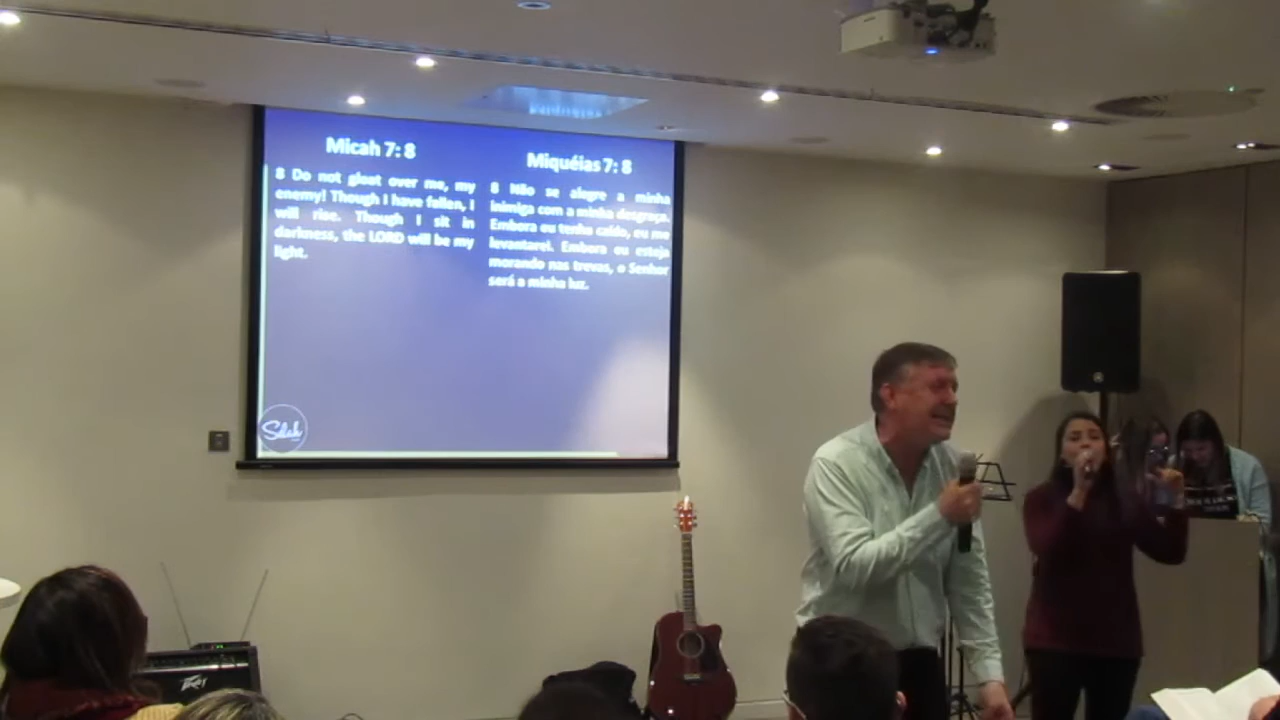 Micah 7: 8
8 Do not gloat over me, my
enemy! Though I have fallen, I
will rise. Though I sit in
darkness, the LORD will be my
light.
Miquéias 7: 8
8 Não se alegre a minha
inimiga com a minha desgraça.
Embora eu tenha caído, eu me
levantarei. Embora eu esteja
morando nas trevas, o Senhor
será a minha luz.
Selah
PEAVEY